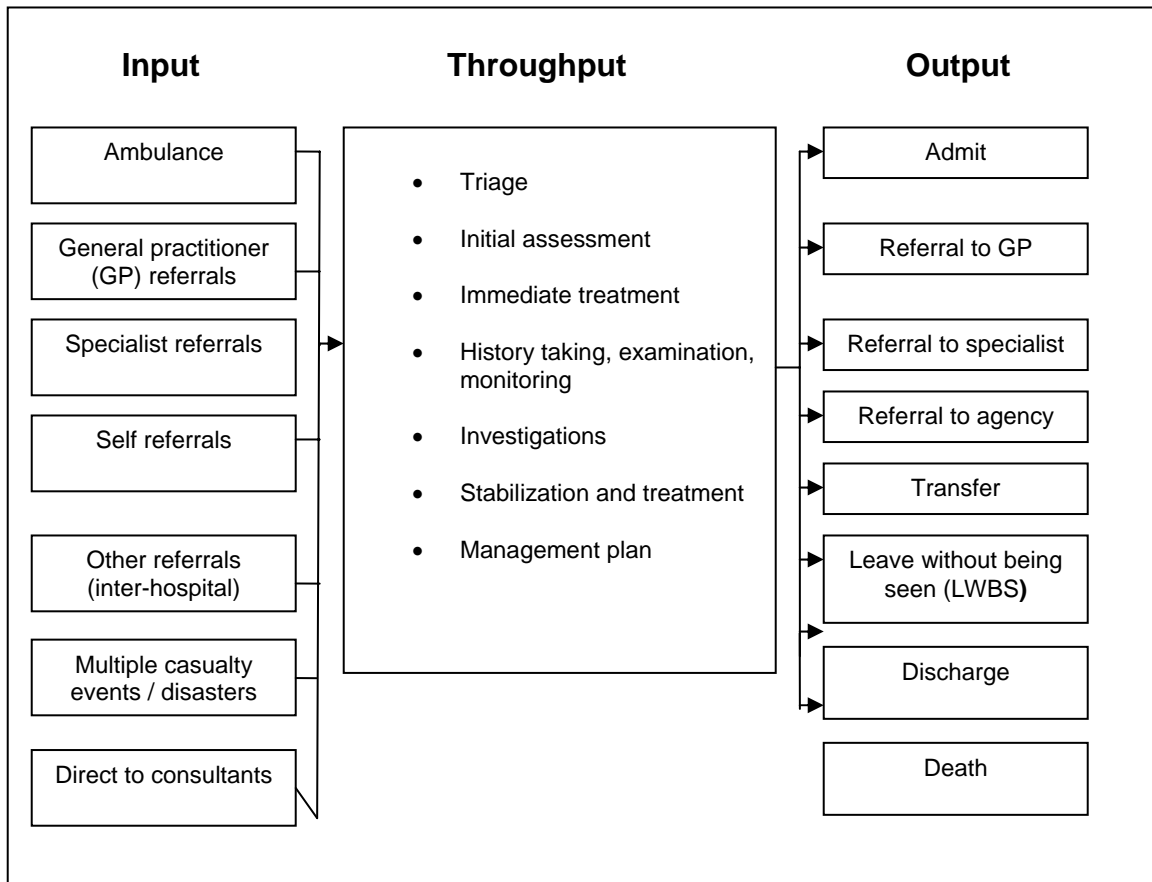 Input
Throughput
Output
Ambulance
General practitioner
(GP) referrals
Specialist referrals
Self referrals
Other referrals
(inter-hospital)
Multiple casualty
events / disasters
Direct to consultants
• Triage
• Initial assessment
• Immediate treatment
• History taking, examination,
monitoring
• Investigations
• Stabilization and treatment
• Management plan
Admit
Referral to GP
Referral to specialist
Referral to agency
Transfer
Leave without being
seen (LWBS)
Discharge
Death